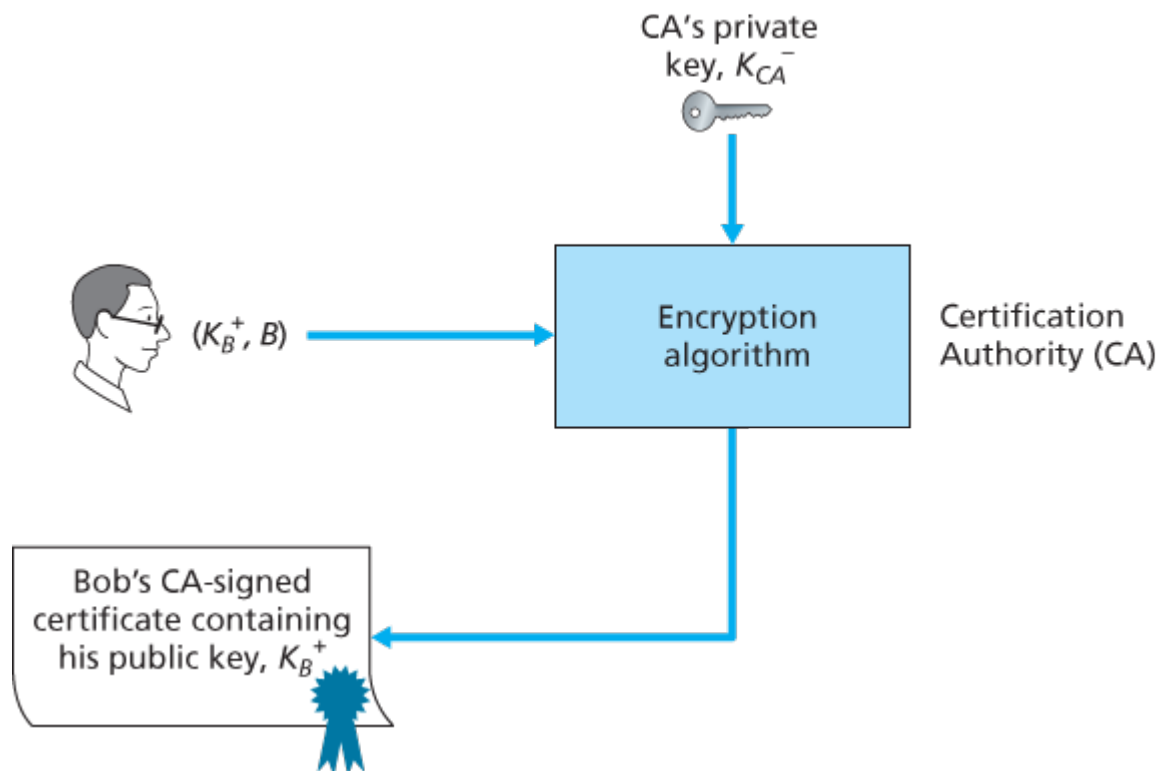 CA's private
key, K_CA^−
(K_B^+, B)
Encryption
algorithm
Certification
Authority (CA)
Bob's CA-signed
certificate containing
his public key, K_B^+